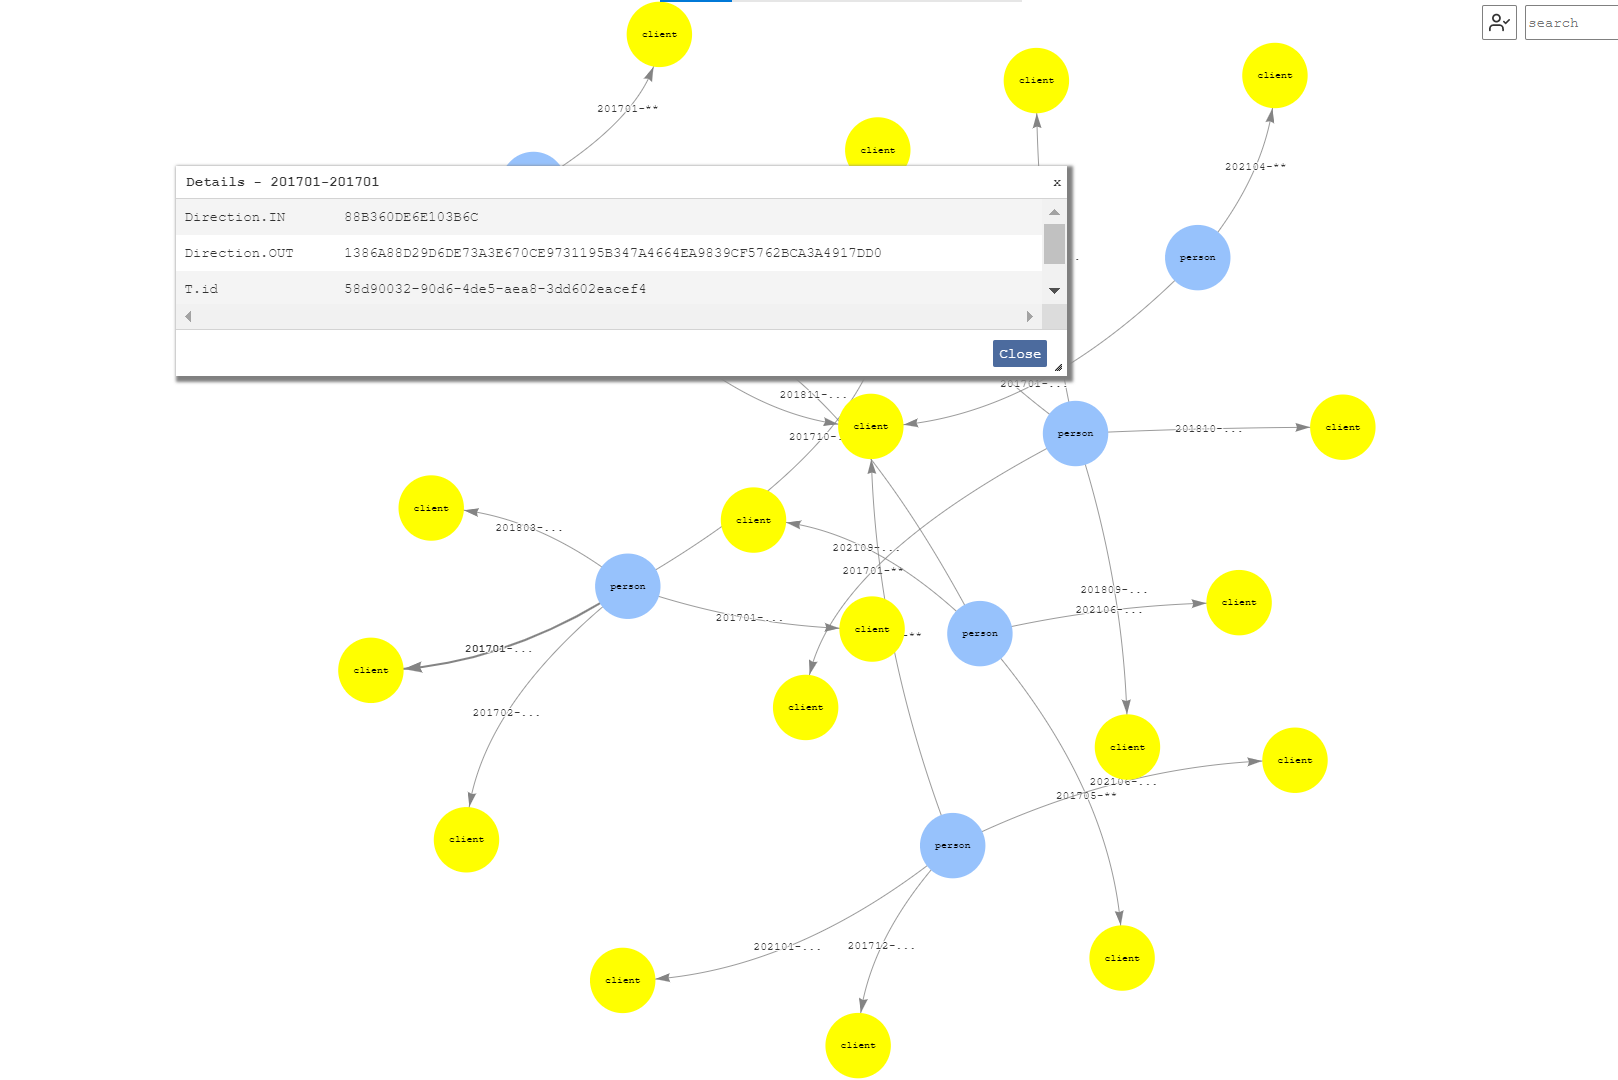 client
search
client
client
201701-**
client
202104-**
Details - 201701-201701
x
Direction.IN 88B360DE6E103B6C
Direction.OUT 1386A88D29D6DE73A3E670CE9731195B347A4664EA9839CF5762BCA3A4917DD0
person
T.id 58d90032-90d6-4de5-aea8-3dd602eacef4
Close
201701-...
201811-...
client
person
201810-...
client
201710-.
client
client
201803-...
202109-...
201701-**
person
201809-...
client
202106-...
201701-...
client
-**
person
201701-...
client
client
201702-...
client
client
202106-...
201705-**
client
person
202101-...
201712-...
client
client
client